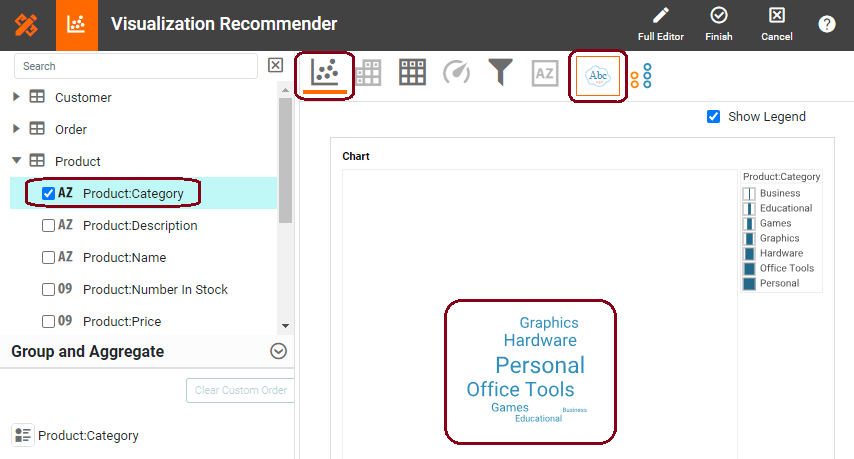 Visualization Recommender
Full Editor
Finish
Cancel
?
Search
Customer
Order
Product
AZ Product:Category
AZ Product:Description
AZ Product:Name
09 Product:Number In Stock
09 Product:Price
Group and Aggregate
Clear Custom Order
Product:Category
AZ
Abc
Show Legend
Chart
Graphics
Hardware
Personal
Office Tools
Games Business
Educational
Product:Category
Business
Educational
Games
Graphics
Hardware
Office Tools
Personal